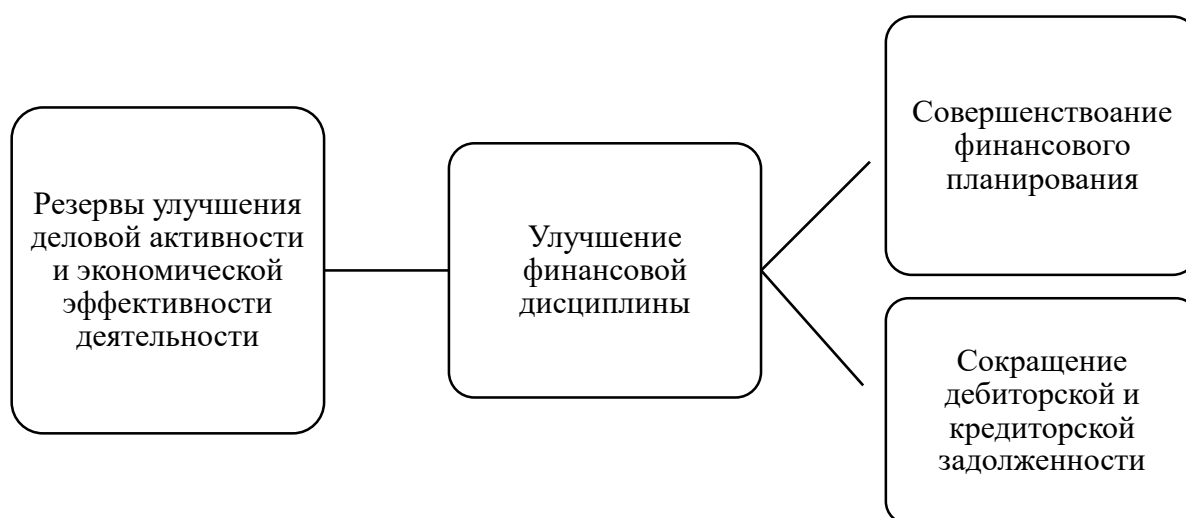 Резервы улучшения
деловой активности
и экономической
эффективности
деятельности
Улучшение
финансовой
дисциплины
Совершенствоание
финансового
планирования
Сокращение
дебиторской и
кредиторской
задолженности